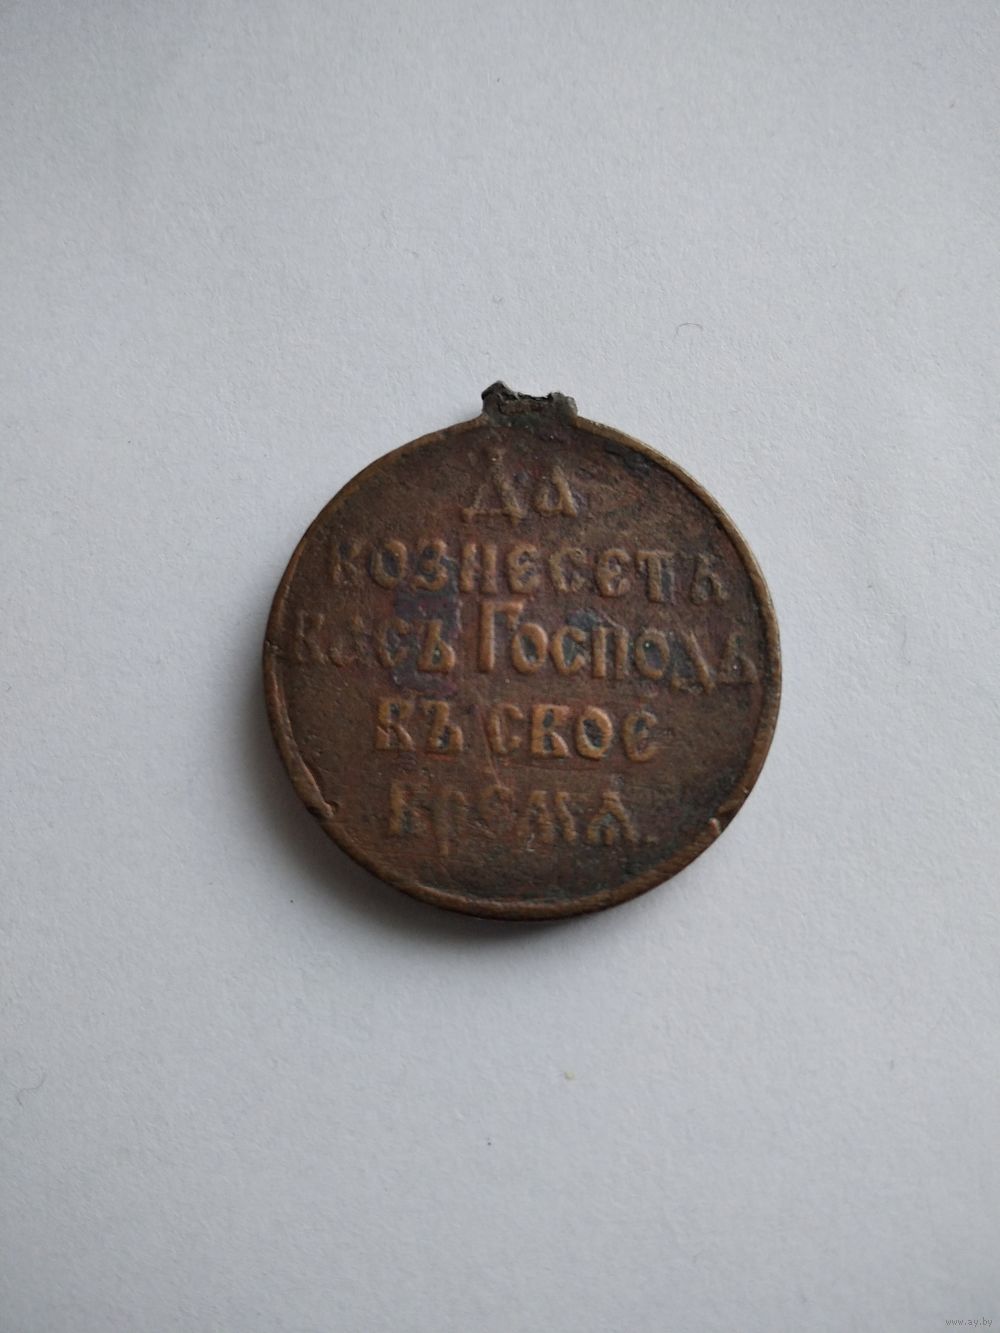 Да
вознесетъ
васъ Господь
въ свое
время.
www.ay.by